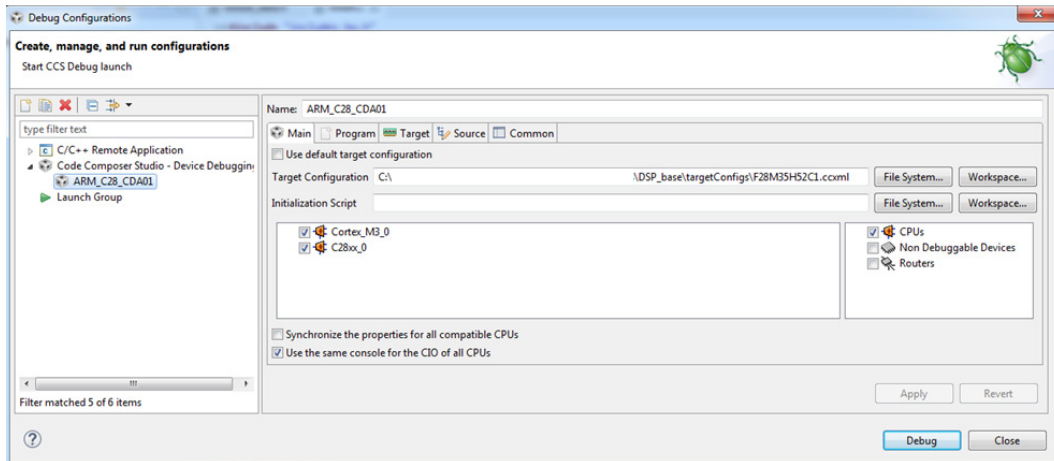 Debug Configurations
Create, manage, and run configurations
Start CCS Debug launch
type filter text
C/C++ Remote Application
Code Composer Studio - Device Debugging
ARM_C28_CDA01
Launch Group
Filter matched 5 of 6 items
Name: ARM_C28_CDA01
Main Program Target Source Common
Use default target configuration
Target Configuration C:\ \DSP_base\targetConfigs\F28M35H52C1.ccxml File System... Workspace...
Initialization Script File System... Workspace...
Cortex_M3_0
C28xx_0
CPUs
Non Debuggable Devices
Routers
Synchronize the properties for all compatible CPUs
Use the same console for the CIO of all CPUs
Apply Revert
Debug Close